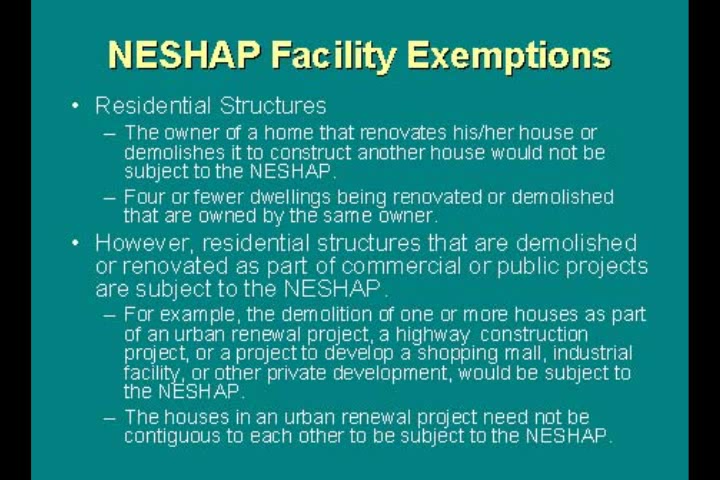 NESHAP Facility Exemptions
• Residential Structures
– The owner of a home that renovates his/her house or
demolishes it to construct another house would not be
subject to the NESHAP.
– Four or fewer dwellings being renovated or demolished
that are owned by the same owner.
• However, residential structures that are demolished
or renovated as part of commercial or public projects
are subject to the NESHAP.
– For example, the demolition of one or more houses as part
of an urban renewal project, a highway construction
project, or a project to develop a shopping mall, industrial
facility, or other private development, would be subject to
the NESHAP.
– The houses in an urban renewal project need not be
contiguous to each other to be subject to the NESHAP.